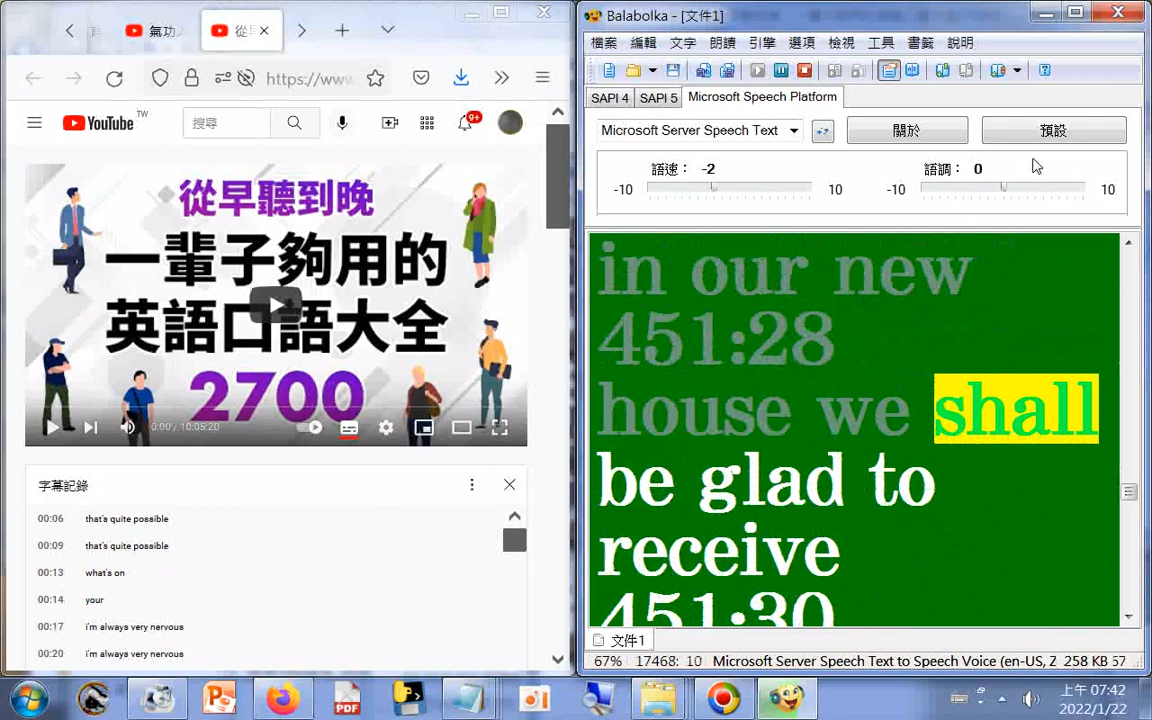 氣功
從
https://www
YouTube TW
搜尋
9+
從早聽到晚
一輩子夠用的
英語口語大全
2700
0:00 / 10:05:20
字幕記錄
00:06 that's quite possible
00:09 that's quite possible
00:13 what's on
00:14 your
00:17 i'm always very nervous
00:20 i'm always very nervous
Balabolka - [文件1]
檔案 編輯 文字 朗讀 引擎 選項 檢視 工具 書籤 說明
SAPI 4 SAPI 5 Microsoft Speech Platform
Microsoft Server Speech Text 關於 預設
語速： -2 語調： 0
-10 10 -10 10
in our new
451:28
house we shall
be glad to
receive
451:30
文件1
67% 17468: 10 Microsoft Server Speech Text to Speech Voice (en-US, Z 258 KB 57
PDF
上午 07:42
2022/1/22